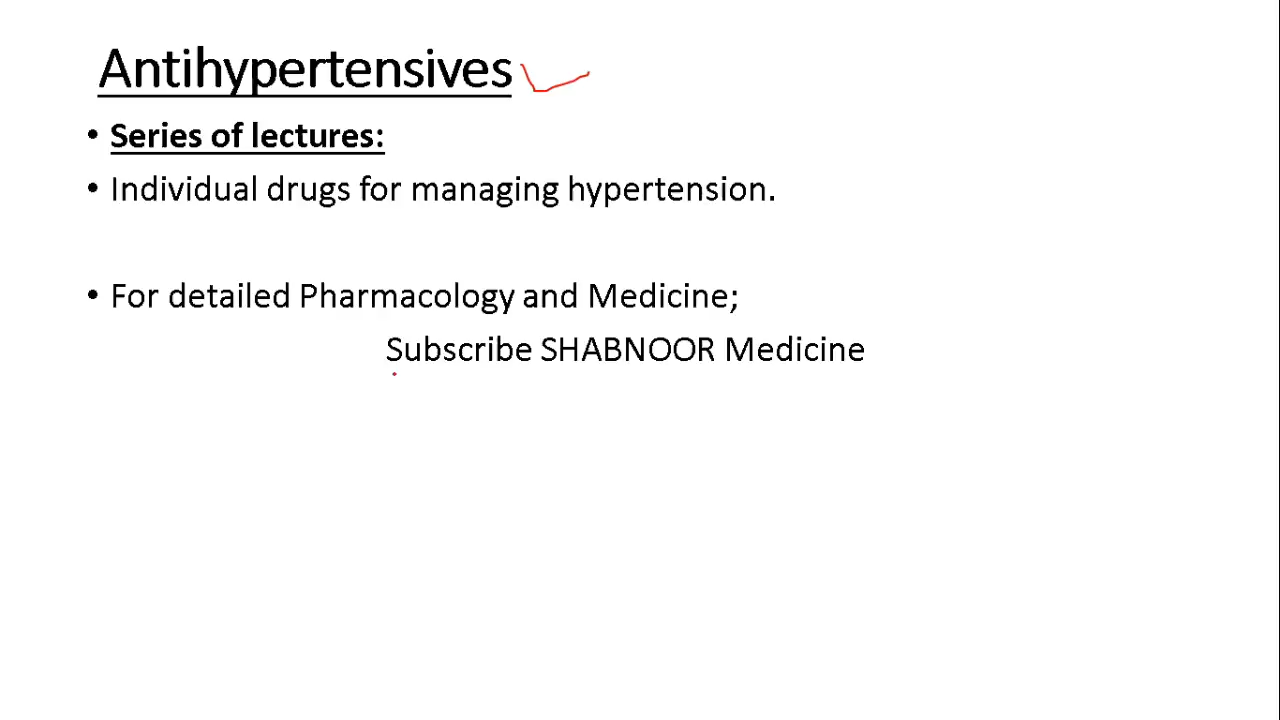 Antihypertensives
• Series of lectures:
• Individual drugs for managing hypertension.
• For detailed Pharmacology and Medicine;
Subscribe SHABNOOR Medicine